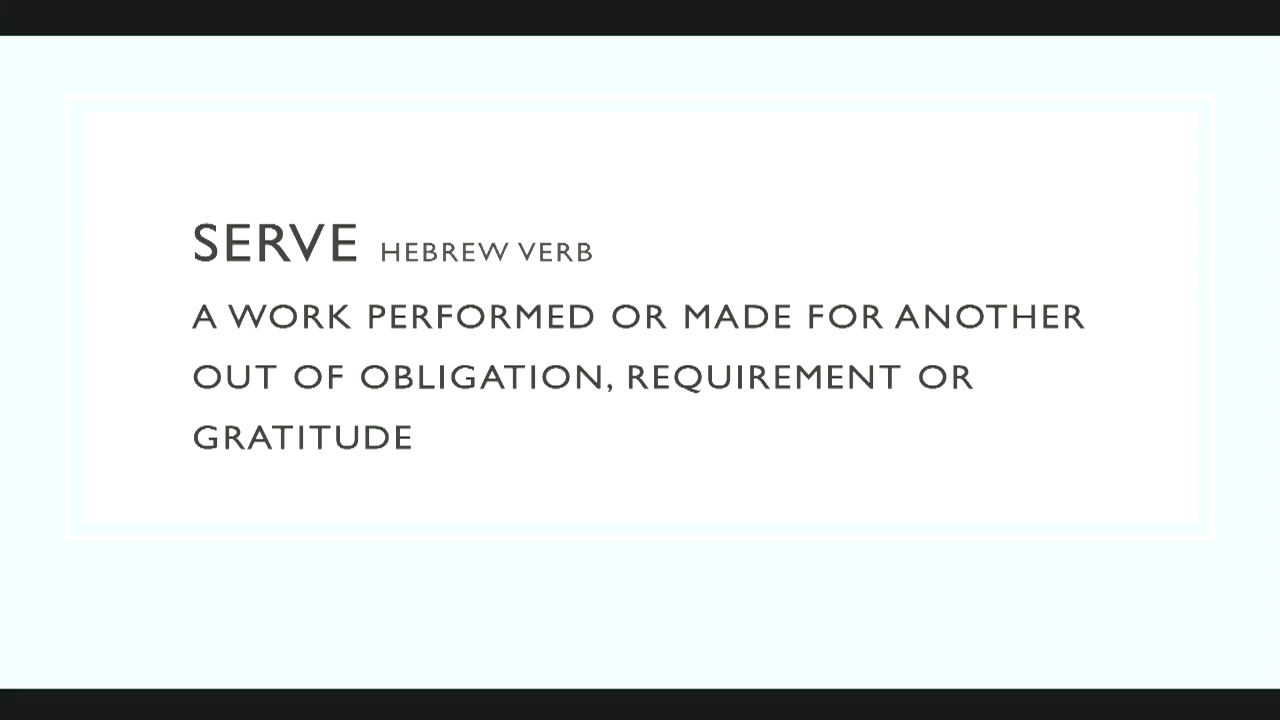 SERVE HEBREW VERB
A WORK PERFORMED OR MADE FOR ANOTHER
OUT OF OBLIGATION, REQUIREMENT OR
GRATITUDE